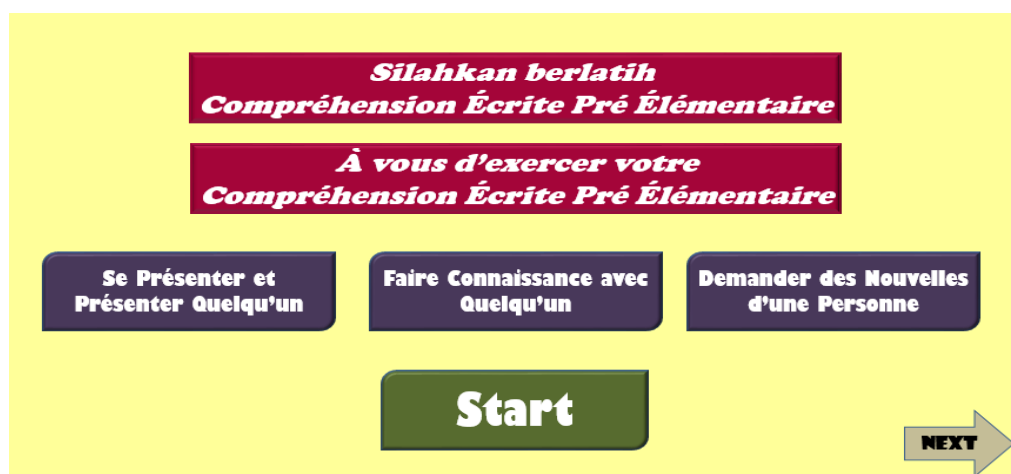 Silahkan berlatih
Compréhension Écrite Pré Élémentaire
À vous d'exercer votre
Compréhension Écrite Pré Élémentaire
Se Présenter et
Présenter Quelqu'un
Faire Connaissance avec
Quelqu'un
Demander des Nouvelles
d'une Personne
Start
NEXT